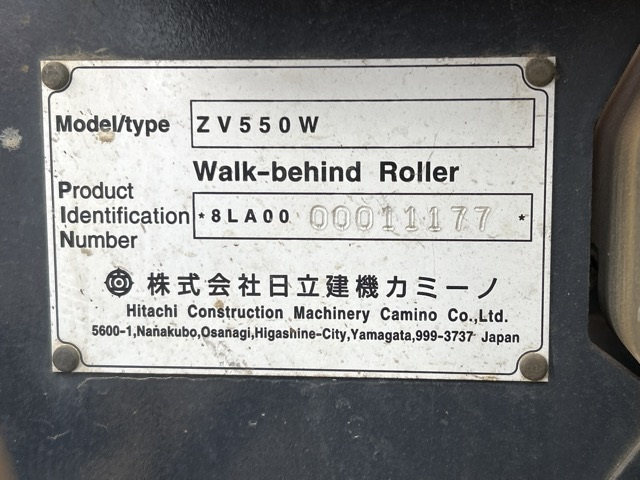 Model/type ZV550W
Walk-behind Roller
Product
Identification
Number
*8LA00 00011177 *
株式会社日立建機カミーノ
Hitachi Construction Machinery Camino Co.,Ltd.
5600-1,Nanakubo,Osanagi,Higashine-City,Yamagata,999-3737 Japan